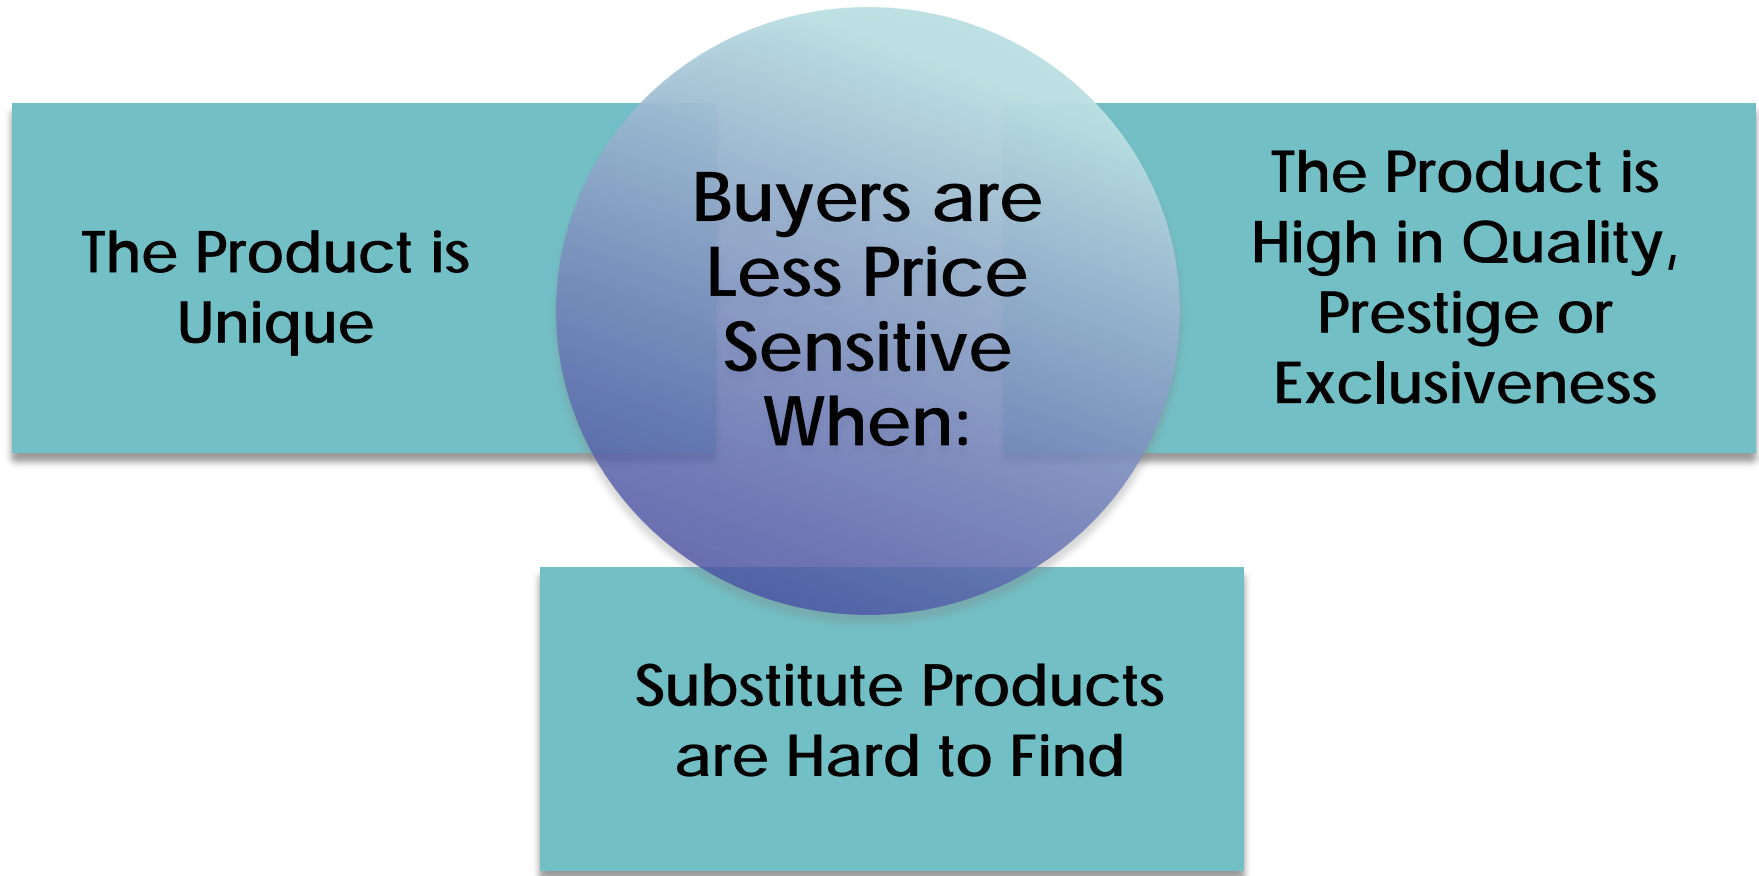 The Product is
Unique
Buyers are
Less Price
Sensitive
When:
The Product is
High in Quality,
Prestige or
Exclusiveness
Substitute Products
are Hard to Find